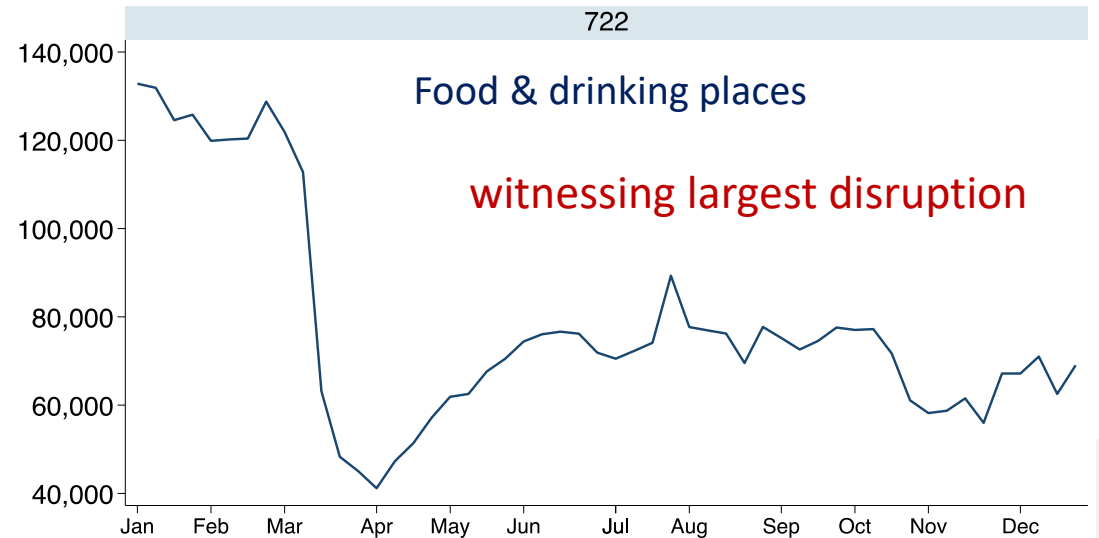 722
Food & drinking places
witnessing largest disruption
140,000
120,000
100,000
80,000
60,000
40,000
Jan Feb Mar Apr May Jun Jul Aug Sep Oct Nov Dec